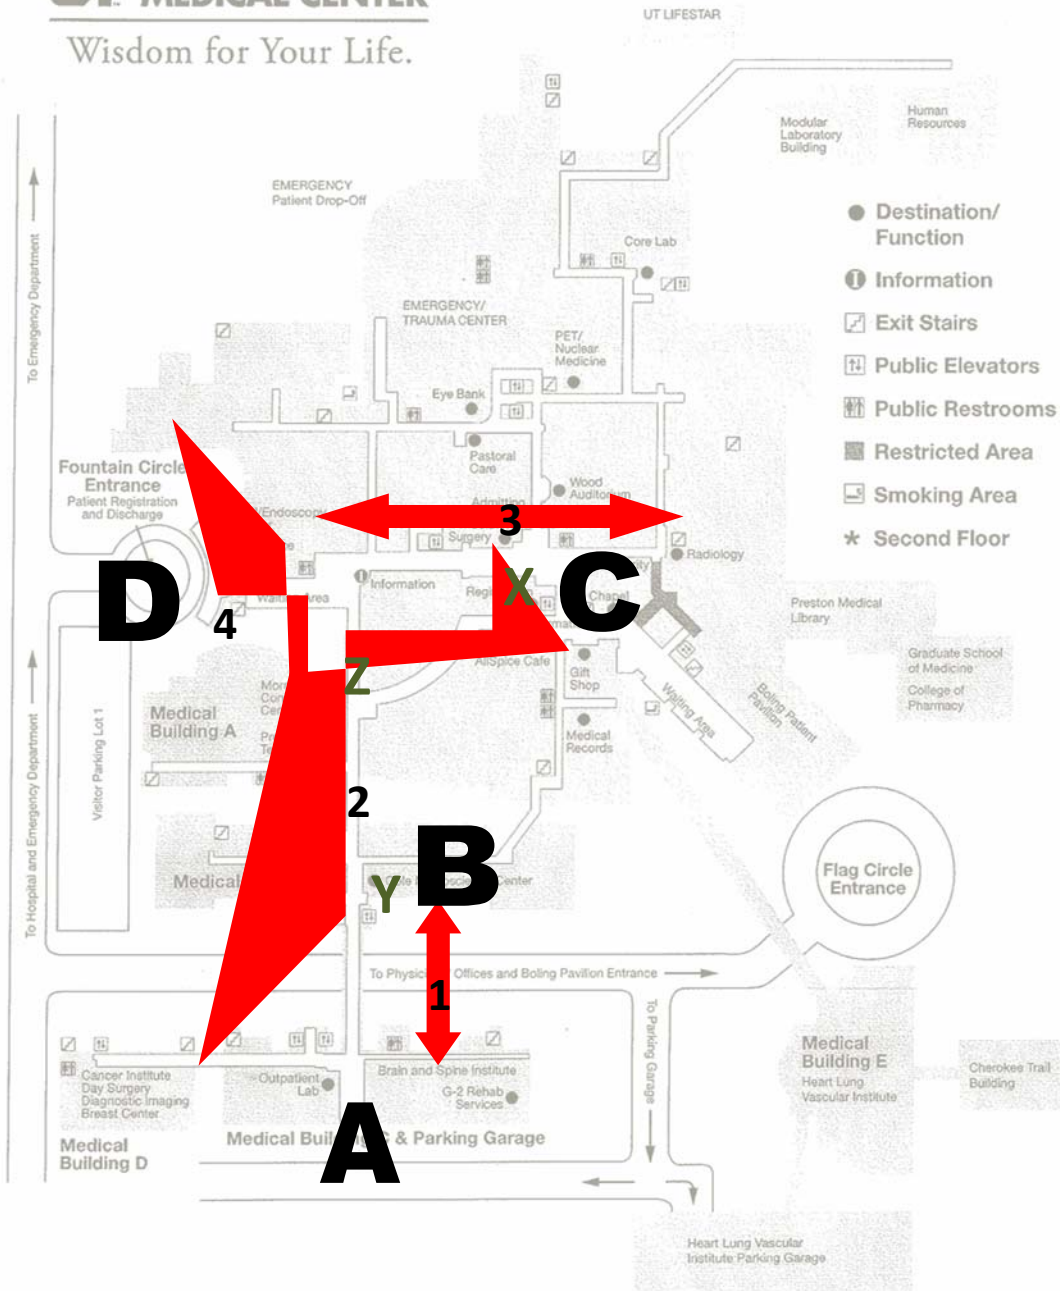 MEDICAL CENTER
Wisdom for Your Life.
UT LIFESTAR
Modular
Laboratory
Building
Human
Resources
EMERGENCY
Patient Drop-Off
Destination/
Function
Information
Exit Stairs
Public Elevators
Public Restrooms
Restricted Area
Smoking Area
* Second Floor
Core Lab
To Emergency Department
EMERGENCY/
TRAUMA CENTER
PET/
Nuclear
Medicine
Eye Bank
Pastoral
Care
Wood
Auditorium
Admitting
Surgery
3
Fountain Circle
Entrance
Patient Registration
and Discharge
/Endoscopy
Radiology
Information
X
C
Chapel
D
4
Waiting Area
AllSpice Cafe
Z
Gift
Shop
Medical
Records
Waiting Area
Boling Patient
Pavilion
Preston Medical
Library
Graduate School
of Medicine
College of
Pharmacy
Medical
Building A
Visitor Parking Lot 1
To Hospital and Emergency Department
2
B
Medical
Y
Center
Flag Circle
Entrance
To Physici Offices and Boling Pavilion Entrance
1
To Parking Garage
Medical
Building E
Heart Lung
Vascular Institute
Cherokee Trail
Building
Cancer Institute
Day Surgery
Diagnostic Imaging
Breast Center
Outpatient
Lab
Brain and Spine Institute
G-2 Rehab
Services
Medical
Building D
Medical Buil C & Parking Garage
A
Heart Lung Vascular
Institute Parking Garage